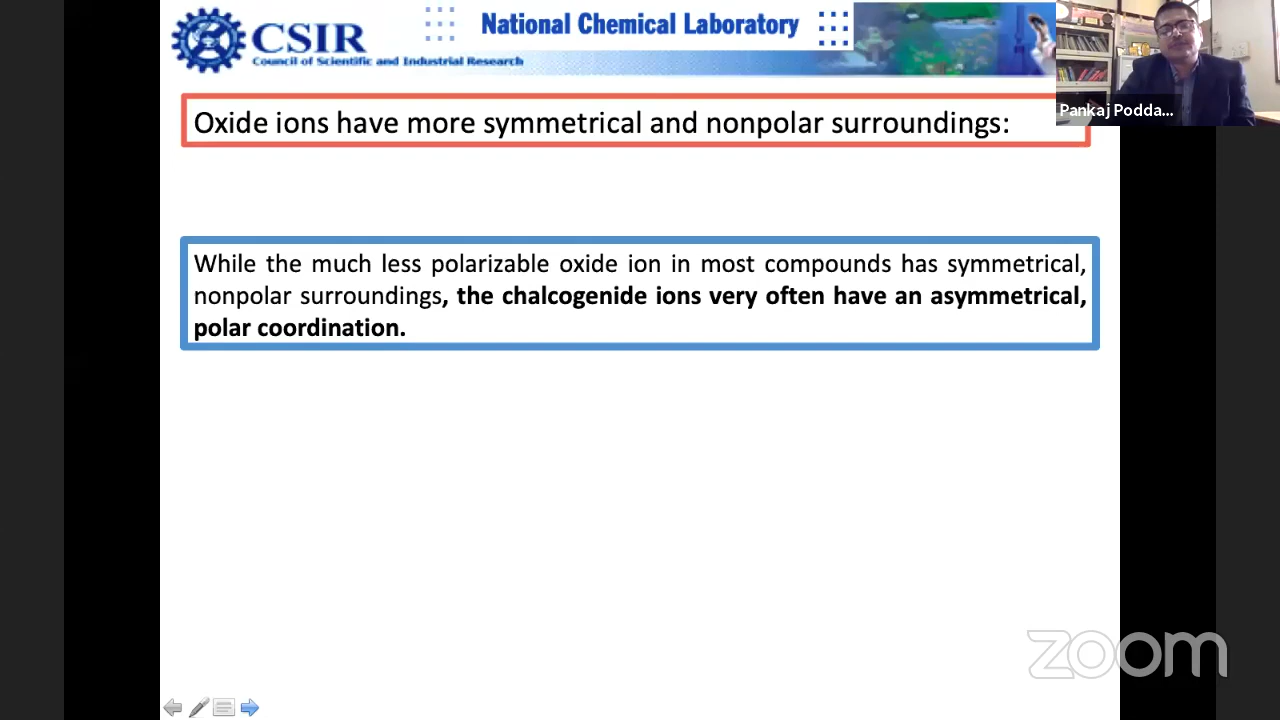 CSIR
Council of Scientific and Industrial Research
National Chemical Laboratory
Pankaj Podda...
Oxide ions have more symmetrical and nonpolar surroundings:
While the much less polarizable oxide ion in most compounds has symmetrical,
nonpolar surroundings, the chalcogenide ions very often have an asymmetrical,
polar coordination.
zoom